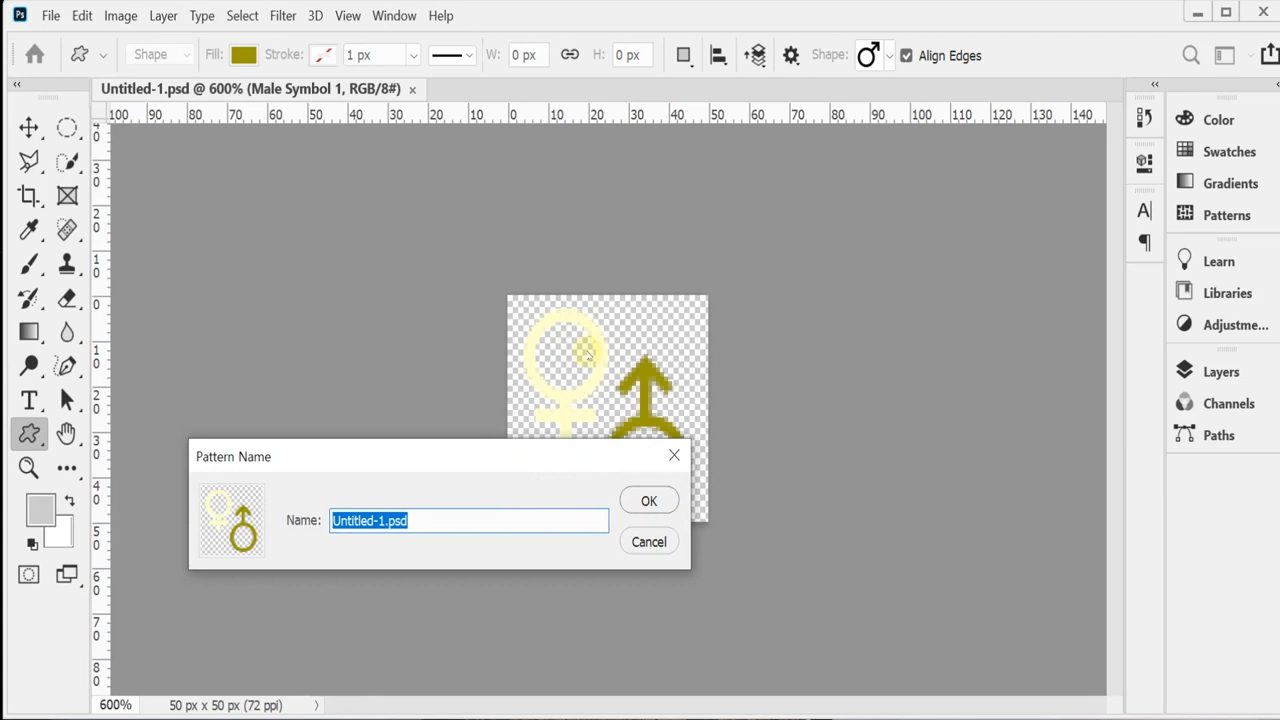 Ps File Edit Image Layer Type Select Filter 3D View Window Help
Shape Fill: Stroke: 1 px W: 0 px H: 0 px Shape: Align Edges
Untitled-1.psd @ 600% (Male Symbol 1, RGB/8#) ×
100 90 80 70 60 50 40 30 20 10 0 10 20 30 40 50 60 70 80 90 100 110 120 130 140
Color
Swatches
Gradients
Patterns
Learn
Libraries
Adjustme...
Layers
Channels
Paths
Pattern Name
Name: Untitled-1.psd
OK
Cancel
600% 50 px x 50 px (72 ppi)